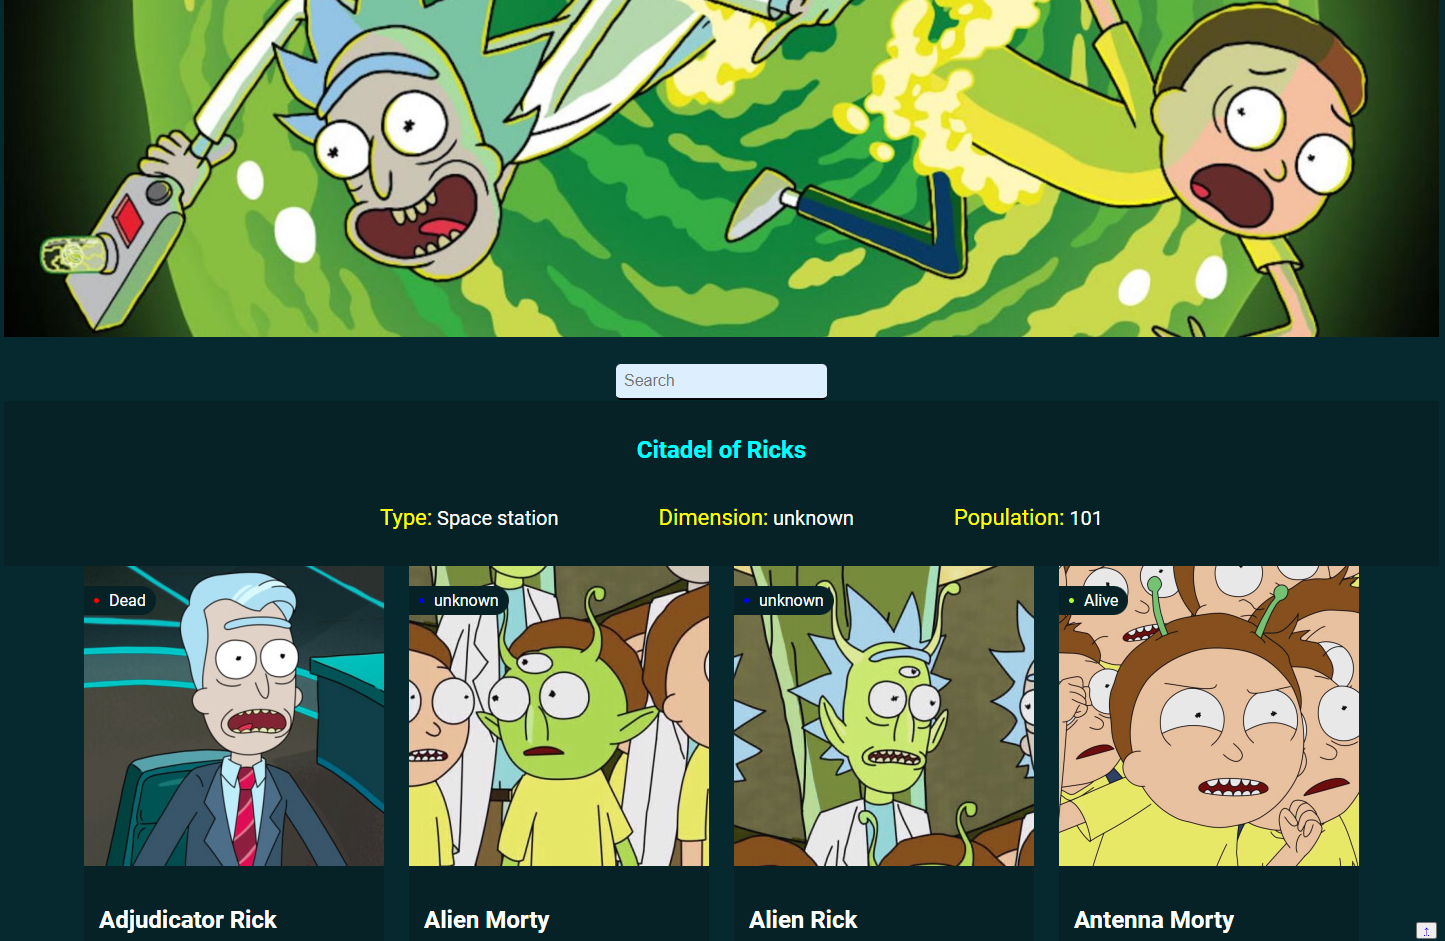 Search
Citadel of Ricks
Type: Space station Dimension: unknown Population: 101
Dead unknown unknown Alive
Adjudicator Rick Alien Morty Alien Rick Antenna Morty
↑